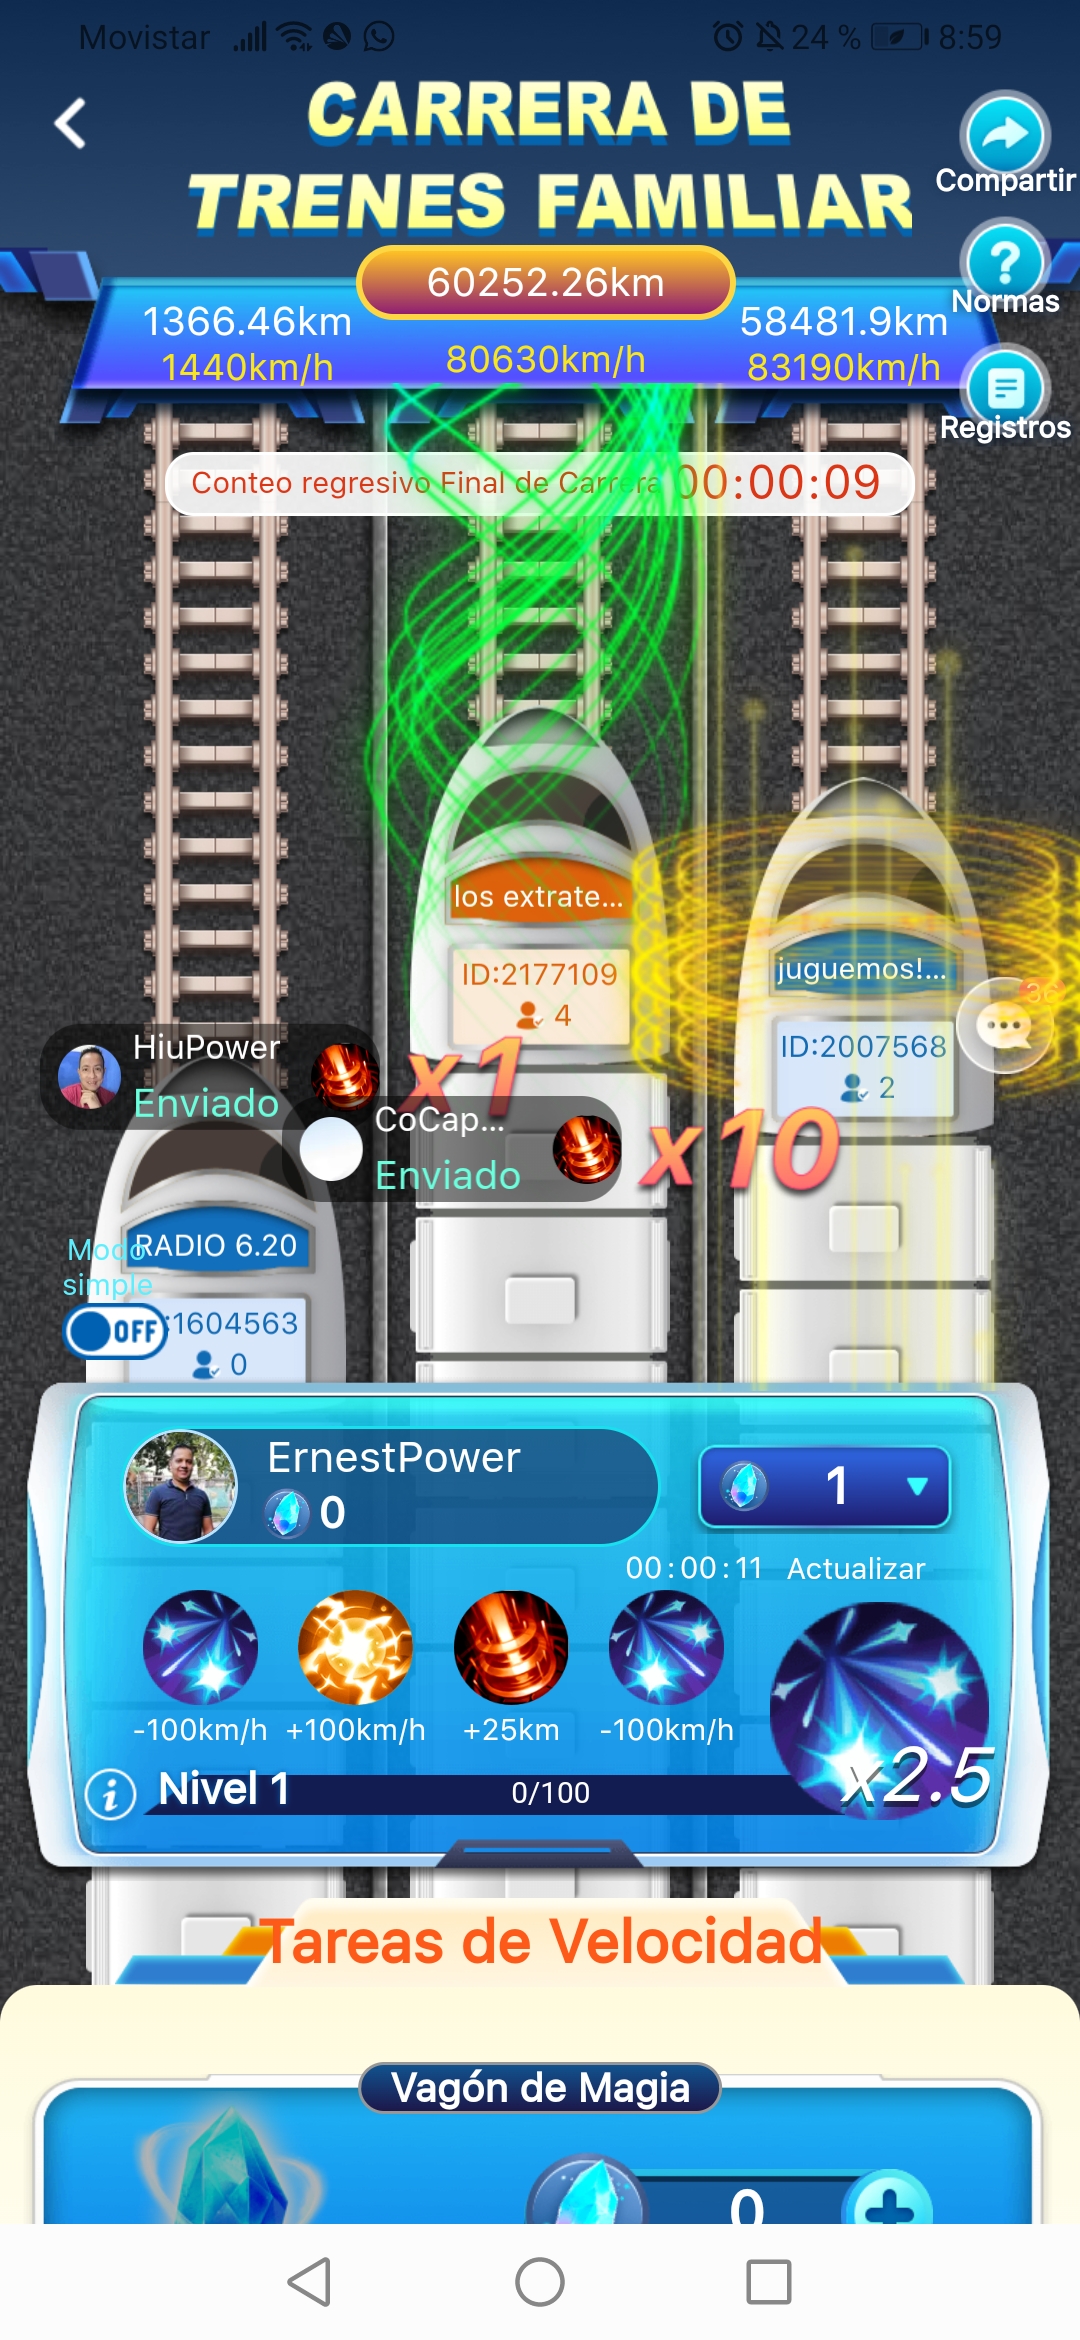 Movistar 24 % 8:59
CARRERA DE
TRENES FAMILIAR
Compartir
60252.26km
1366.46km
58481.9km
Normas
1440km/h
80630km/h
83190km/h
Registros
Conteo regresivo Final de Carrera 00:00:09
los extrate...
ID:2177109
4
juguemos!...
36
ID:2007568
2
HiuPower
Enviado
x1
CoCap...
Enviado
x10
RADIO 6.20
Modo
simple
OFF
:1604563
0
ErnestPower
0
1
00:00:11 Actualizar
-100km/h +100km/h +25km -100km/h
x2.5
Nivel 1
0/100
Tareas de Velocidad
Vagón de Magia
0